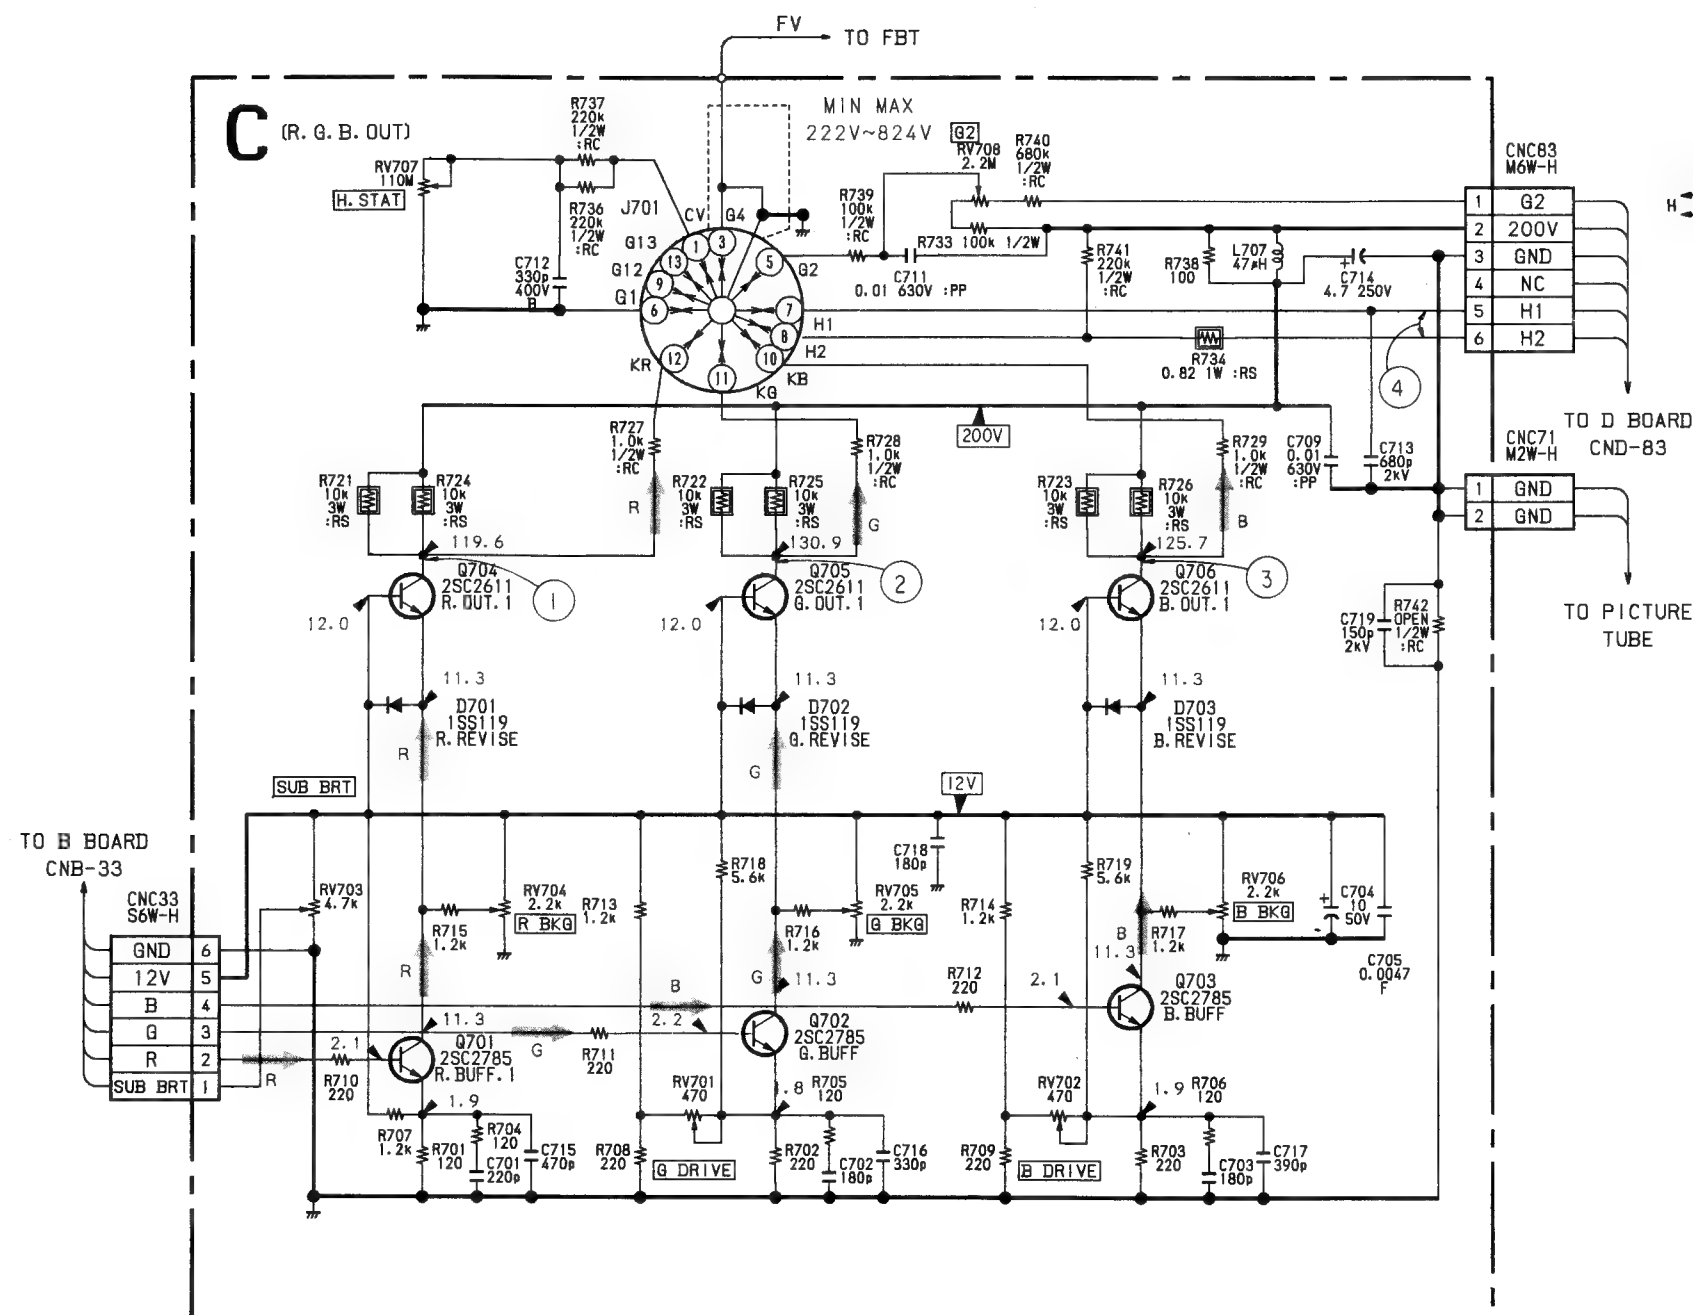 FV
TO FBT
C
(R. G. B. OUT)
MIN MAX
222V~824V
R737
220k
1/2W
:RC
RV707
110M
H. STAT
R736
220k
1/2W
:RC
J701
C712
330p
400V
B
CV
G4
G13
G12
G1
G2
H1
H2
KR
KG
KB
1
3
13
5
9
6
7
8
12
10
11
G2
RV708
2.2M
R740
680k
1/2W
:RC
R739
100k
1/2W
:RC
R733 100k 1/2W
C711
0.01 630V :PP
R741
220k
1/2W
:RC
R738
100
L707
47μH
C714
4.7 250V
R734
0.82 1W :RS
4
CNC83
M6W-H
1 G2
2 200V
3 GND
4 NC
5 H1
6 H2
H
TO D BOARD
CND-83
CNC71
M2W-H
1 GND
2 GND
TO PICTURE
TUBE
200V
R727
1.0k
1/2W
:RC
R728
1.0k
1/2W
:RC
R729
1.0k
1/2W
:RC
C709
0.01
630V
:PP
C713
680p
2kV
R721
10k
3W
:RS
R724
10k
3W
:RS
R722
10k
3W
:RS
R725
10k
3W
:RS
R723
10k
3W
:RS
R726
10k
3W
:RS
R
G
B
119.6
130.9
125.7
Q704
2SC2611
R. OUT. 1
1
Q705
2SC2611
G. OUT. 1
2
Q706
2SC2611
B. OUT. 1
3
12.0
12.0
12.0
C719
150p
2kV
R742
OPEN
1/2W
:RC
11.3
11.3
11.3
D701
1SS119
R. REVISE
D702
1SS119
G. REVISE
D703
1SS119
B. REVISE
R
G
SUB BRT
12V
TO B BOARD
CNB-33
CNC33
S6W-H
GND 6
12V 5
B 4
G 3
R 2
SUB BRT 1
RV703
4.7k
R715
1.2k
RV704
2.2k
R BKG
R713
1.2k
R718
5.6k
R716
1.2k
RV705
2.2k
G BKG
C718
180p
R714
1.2k
R719
5.6k
R717
1.2k
RV706
2.2k
B BKG
C704
10
50V
C705
0.0047
F
R
G
B
11.3
11.3
11.3
R712
220
2.1
Q703
2SC2785
B. BUFF
B
2.2
Q702
2SC2785
G. BUFF
G
R711
220
2.1
Q701
2SC2785
R. BUFF. 1
R
R710
220
1.9
R707
1.2k
R701
120
R704
120
C701
220p
C715
470p
R708
220
RV701
470
G DRIVE
1.8
R705
120
R702
220
C702
180p
C716
330p
R709
220
RV702
470
B DRIVE
1.9
R706
120
R703
220
C703
180p
C717
390p